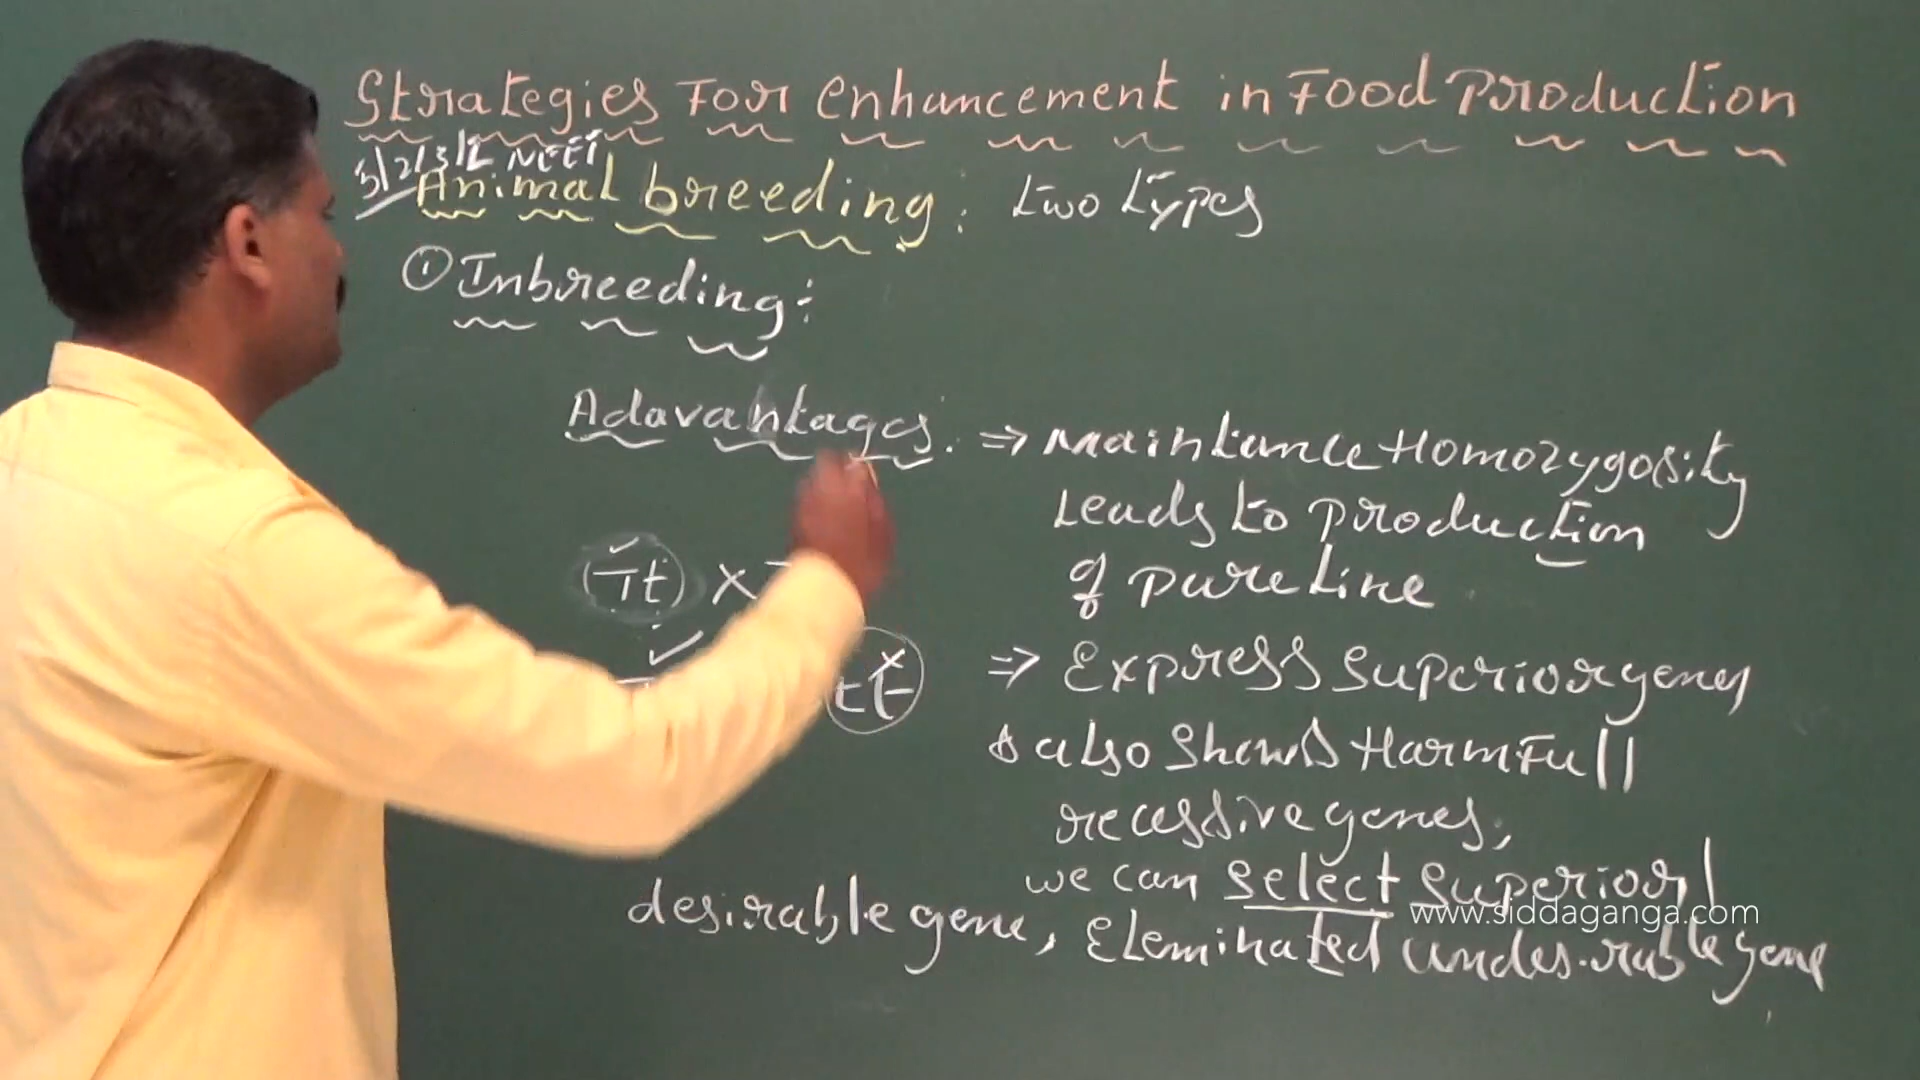 Strategies For enhancement in Food Production
5/2/3/2 NEET
Animal breeding: two types
① Inbreeding:
Adavantages. ⇒ Maintance Homozygosity
Leads to production
of pure Line
(Tt) ×
tt
⇒ Express superior genes
& also shows Harmfull
recessive genes,
we can select superior/
desirable gene, Eleminated undesirable gene
www.siddaganga.com